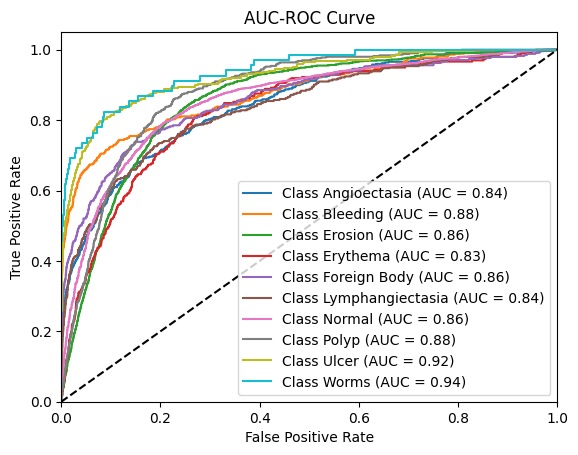 AUC-ROC Curve
True Positive Rate
1.0
0.8
0.6
0.4
0.2
0.0
Class Angioectasia (AUC = 0.84)
Class Bleeding (AUC = 0.88)
Class Erosion (AUC = 0.86)
Class Erythema (AUC = 0.83)
Class Foreign Body (AUC = 0.86)
Class Lymphangiectasia (AUC = 0.84)
Class Normal (AUC = 0.86)
Class Polyp (AUC = 0.88)
Class Ulcer (AUC = 0.92)
Class Worms (AUC = 0.94)
0.0 0.2 0.4 0.6 0.8 1.0
False Positive Rate